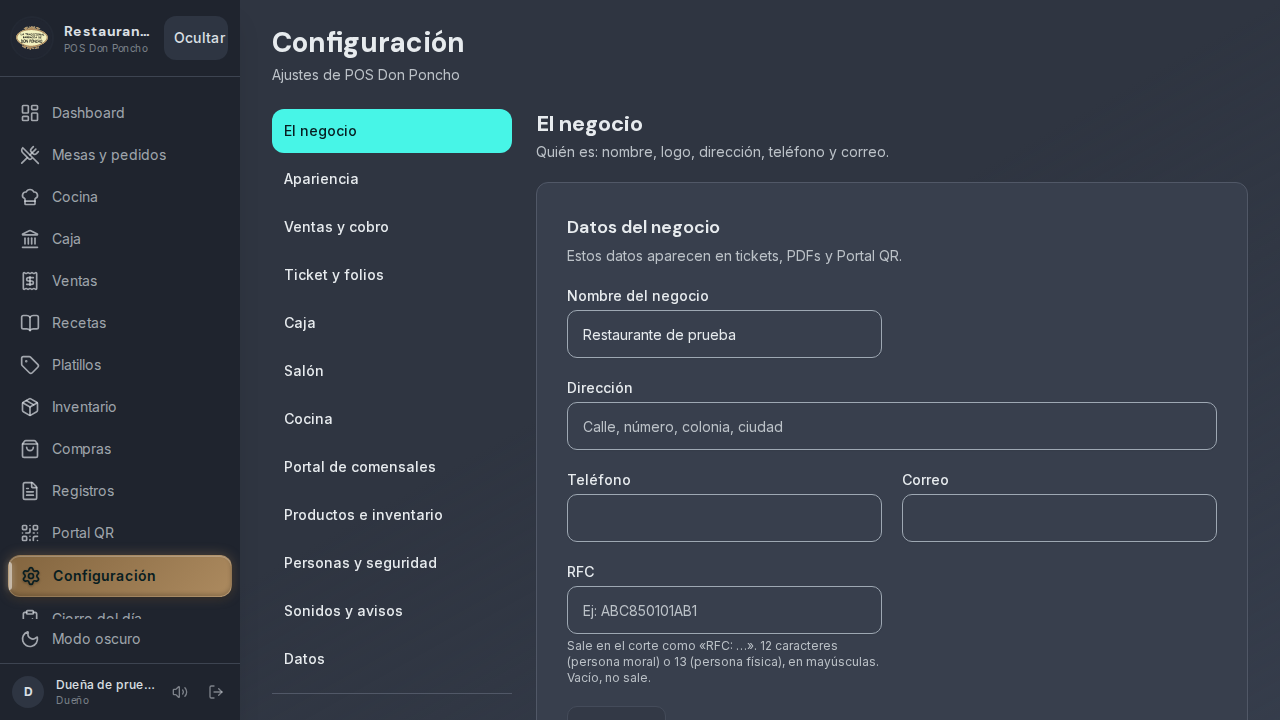 Restauran...
POS Don Poncho
Ocultar
Dashboard
Mesas y pedidos
Cocina
Caja
Ventas
Recetas
Platillos
Inventario
Compras
Registros
Portal QR
Configuración
Cierre del día
Modo oscuro
D
Dueña de prue...
Dueño
Configuración
Ajustes de POS Don Poncho
El negocio
Apariencia
Ventas y cobro
Ticket y folios
Caja
Salón
Cocina
Portal de comensales
Productos e inventario
Personas y seguridad
Sonidos y avisos
Datos
El negocio
Quién es: nombre, logo, dirección, teléfono y correo.
Datos del negocio
Estos datos aparecen en tickets, PDFs y Portal QR.
Nombre del negocio
Restaurante de prueba
Dirección
Calle, número, colonia, ciudad
Teléfono
Correo
RFC
Ej: ABC850101AB1
Sale en el corte como «RFC: ...». 12 caracteres
(persona moral) o 13 (persona física), en mayúsculas.
Vacío, no sale.